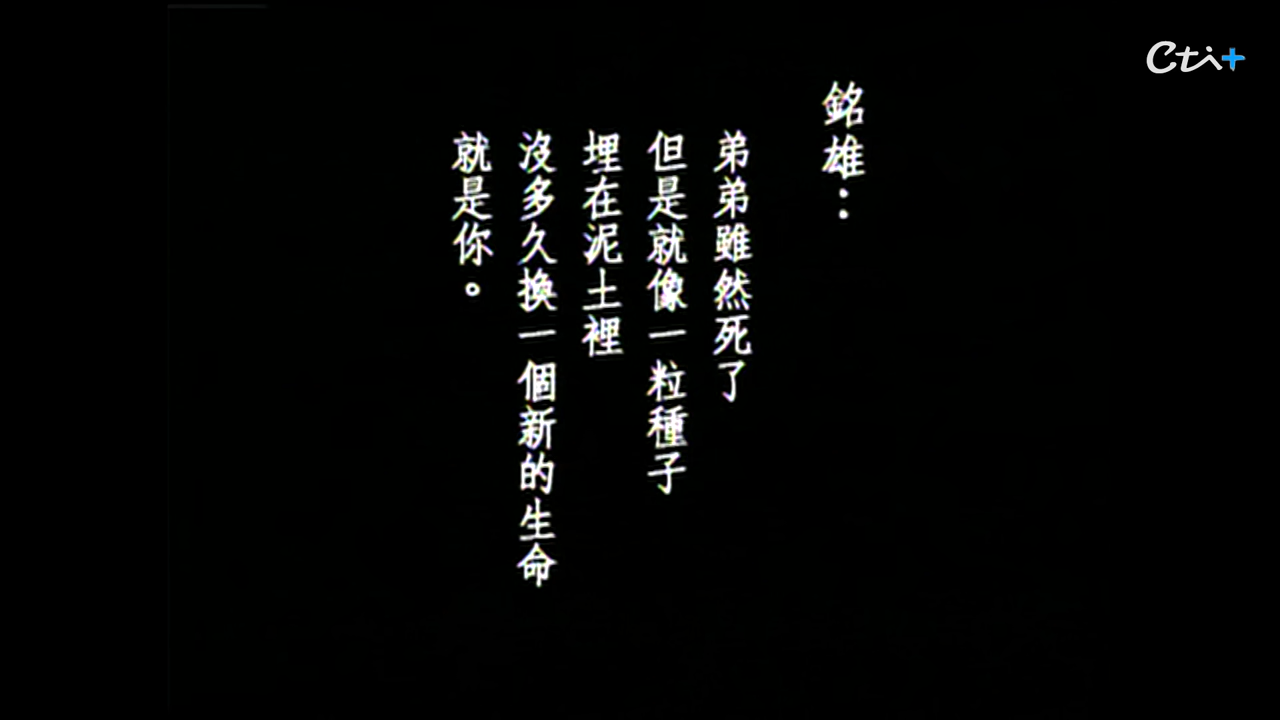 銘雄：
弟弟雖然死了
但是就像一粒種子
埋在泥土裡
沒多久換一個新的生命
就是你。
Cti+